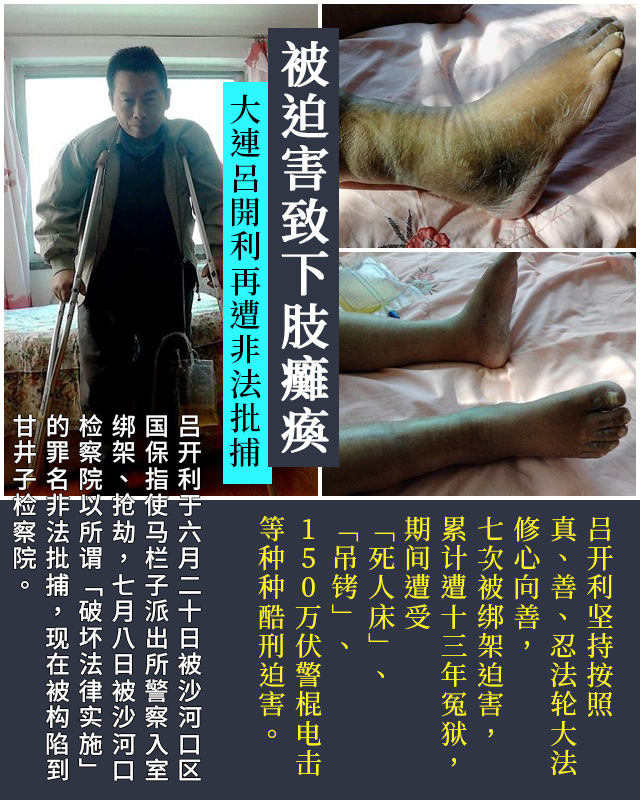 被迫害致下肢癱瘓
大連呂開利再遭非法批捕
吕开利坚持按照
真、善、忍法轮大法
修心向善，
七次被绑架迫害，
累计遭十三年冤狱，
期间遭受
「死人床」、
「吊铐」、
150万伏警棍电击
等种种酷刑迫害。
吕开利于六月二十日被沙河口区
国保指使马栏子派出所警察入室
绑架、抢劫，七月八日被沙河口
检察院以所谓「破坏法律实施」
的罪名非法批捕，现在被构陷到
甘井子检察院。